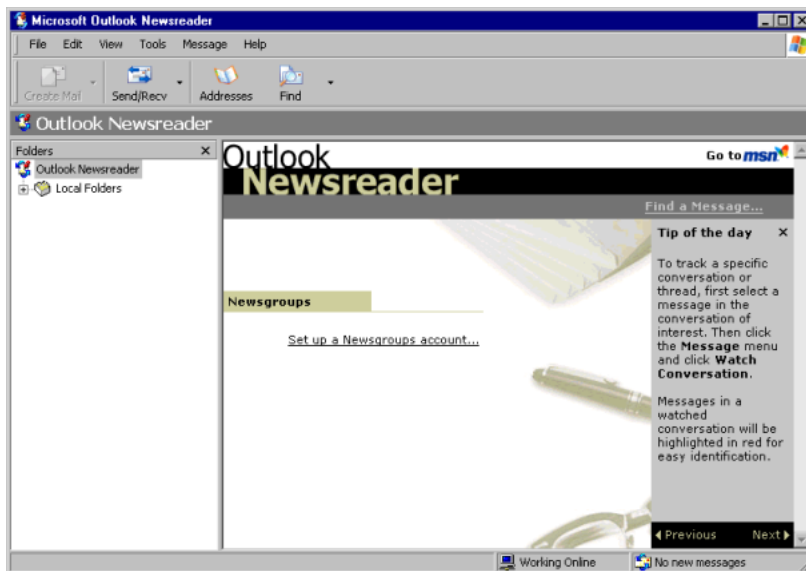 Microsoft Outlook Newsreader
File Edit View Tools Message Help
Create Mail Send/Recv Addresses Find
Outlook Newsreader
Folders
Outlook Newsreader
Local Folders
Outlook
Newsreader
Go to msn
Find a Message...
Newsgroups
Set up a Newsgroups account...
Tip of the day
To track a specific
conversation or
thread, first select a
message in the
conversation of
interest. Then click
the Message menu
and click Watch
Conversation.
Messages in a
watched
conversation will be
highlighted in red for
easy identification.
Previous Next
Working Online No new messages